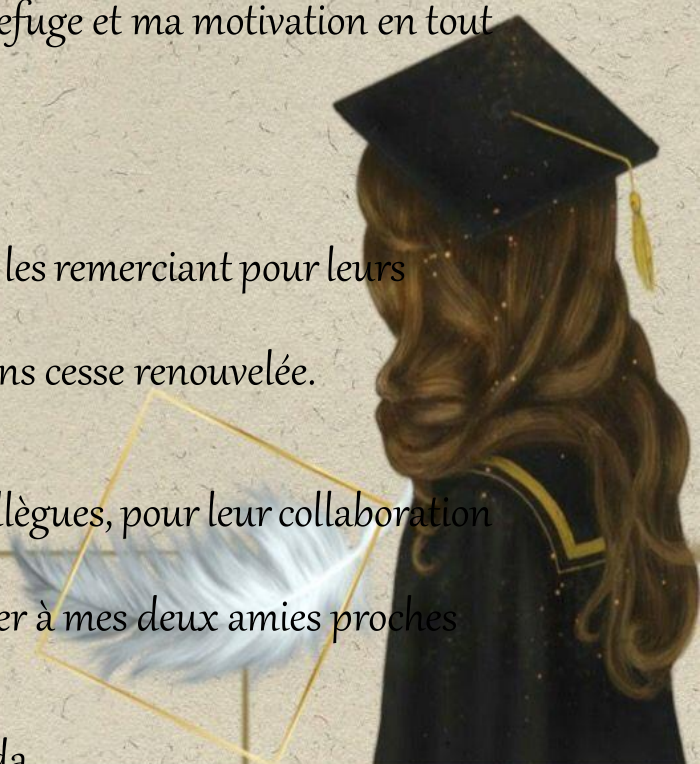 efuge et ma motivation en tout
les remerciant pour leurs
ns cesse renouvelée.
llègues, pour leur collaboration
er à mes deux amies proches
da